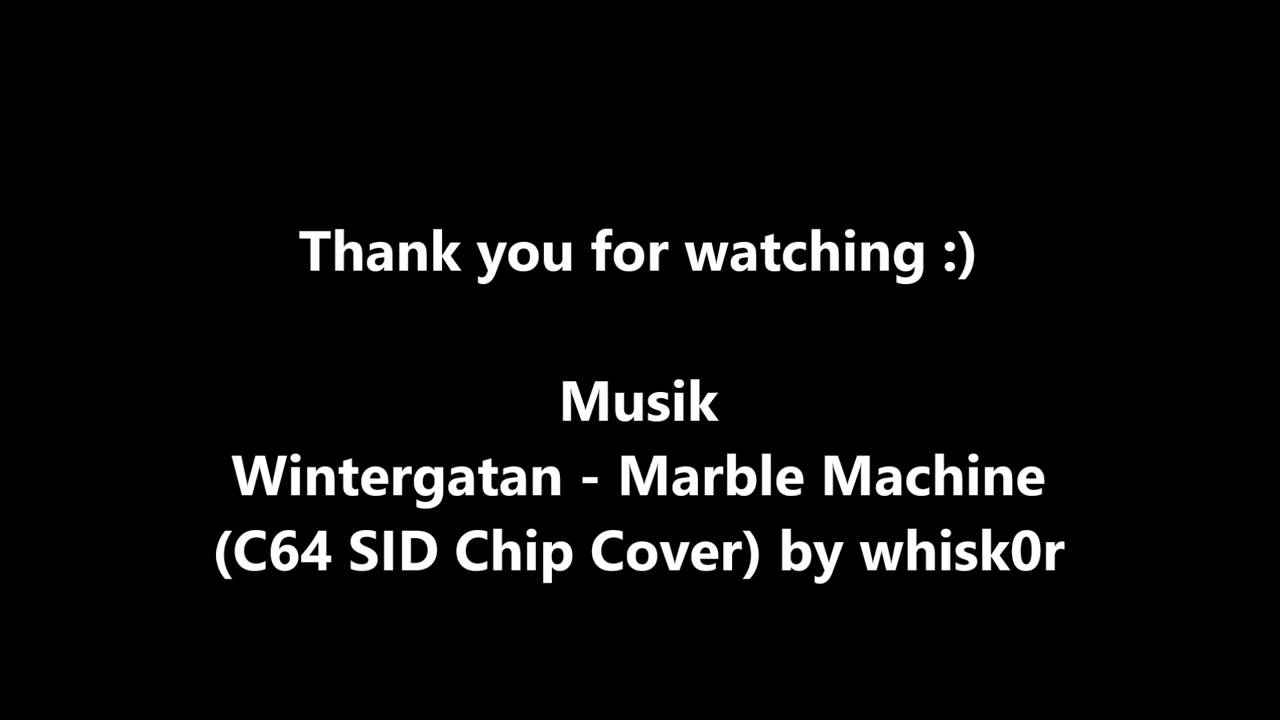 Thank you for watching :)
Musik
Wintergatan - Marble Machine
(C64 SID Chip Cover) by whisk0r